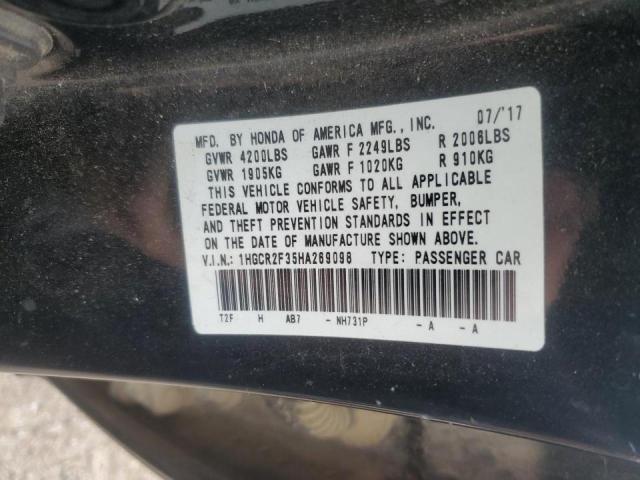 07/'17
MFD. BY HONDA OF AMERICA MFG., INC.
GVWR 4200LBS GAWR F 2249LBS R 2006LBS
GVWR 1905KG GAWR F 1020KG R 910KG
THIS VEHICLE CONFORMS TO ALL APPLICABLE
FEDERAL MOTOR VEHICLE SAFETY, BUMPER,
AND THEFT PREVENTION STANDARDS IN EFFECT
ON THE DATE OF MANUFACTURE SHOWN ABOVE.
V.I.N.: 1HGCR2F35HA269098 TYPE: PASSENGER CAR
T2F H AB7 - NH731P - A - A